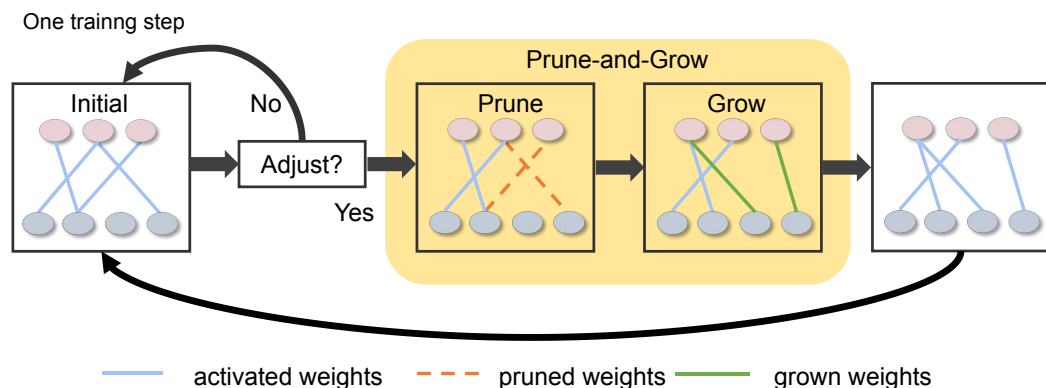 One trainng step
Prune-and-Grow
Initial
No
Adjust?
Yes
Prune
Grow
activated weights
pruned weights
grown weights